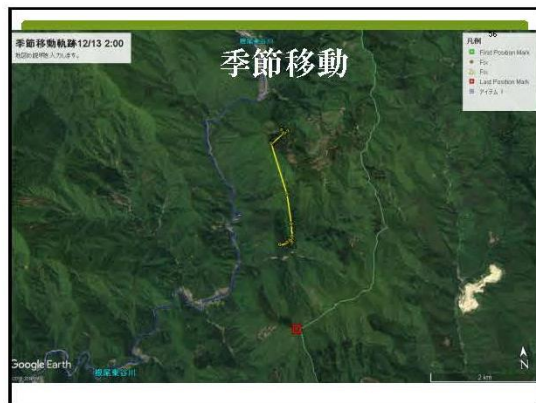 56
季節移動軌跡12/13 2:00
地図の説明を入力します。
季節移動
凡例
First Position Mark
Fix
Fix
Last Position Mark
アイテム 1
Google Earth
N
2 km